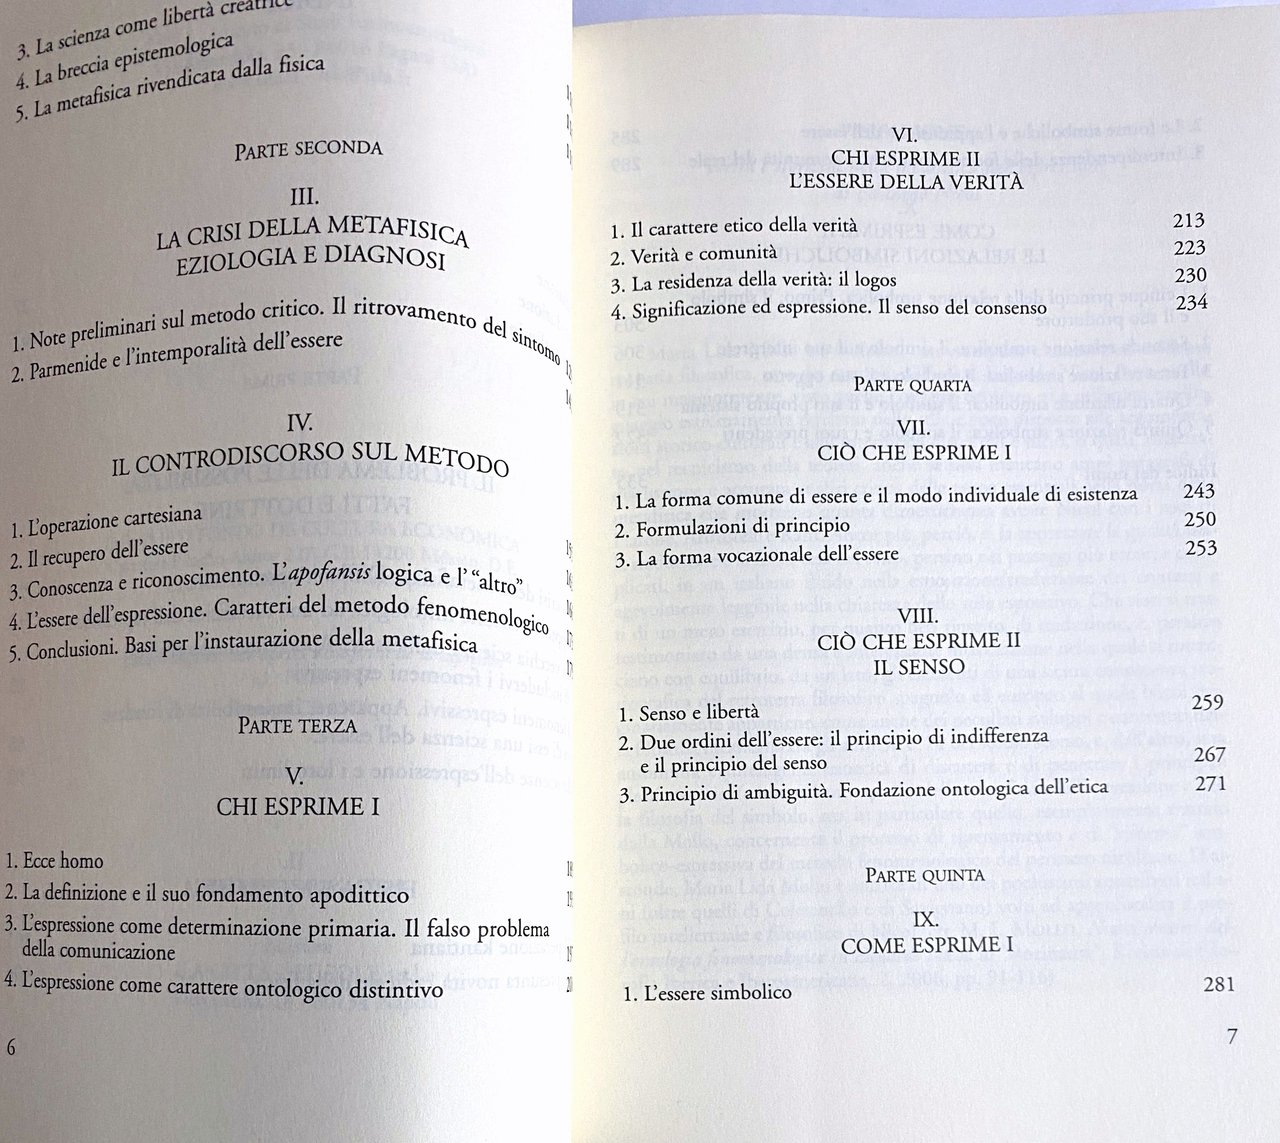 3. La scienza come libertà creatrice
4. La breccia epistemologica
5. La metafisica rivendicata dalla fisica
PARTE SECONDA
III.
LA CRISI DELLA METAFISICA
EZIOLOGIA E DIAGNOSI
1. Note preliminari sul metodo critico. Il ritrovamento del sintomo
2. Parmenide e l'intemporalità dell'essere
IV.
IL CONTRODISCORSO SUL METODO
1. L'operazione cartesiana
2. Il recupero dell'essere
3. Conoscenza e riconoscimento. L'apofansis logica e l'"altro"
4. L'essere dell'espressione. Caratteri del metodo fenomenologico
5. Conclusioni. Basi per l'instaurazione della metafisica
PARTE TERZA
V.
CHI ESPRIME I
1. Ecce homo
2. La definizione e il suo fondamento apodittico
3. L'espressione come determinazione primaria. Il falso problema
della comunicazione
4. L'espressione come carattere ontologico distintivo
6
VI.
CHI ESPRIME II
L'ESSERE DELLA VERITÀ
1. Il carattere etico della verità 213
2. Verità e comunità 223
3. La residenza della verità: il logos 230
4. Significazione ed espressione. Il senso del consenso 234
PARTE QUARTA
VII.
CIÒ CHE ESPRIME I
1. La forma comune di essere e il modo individuale di esistenza 243
2. Formulazioni di principio 250
3. La forma vocazionale dell'essere 253
VIII.
CIÒ CHE ESPRIME II
IL SENSO
1. Senso e libertà 259
2. Due ordini dell'essere: il principio di indifferenza
e il principio del senso 267
3. Principio di ambiguità. Fondazione ontologica dell'etica 271
PARTE QUINTA
IX.
COME ESPRIME I
1. L'essere simbolico 281
7